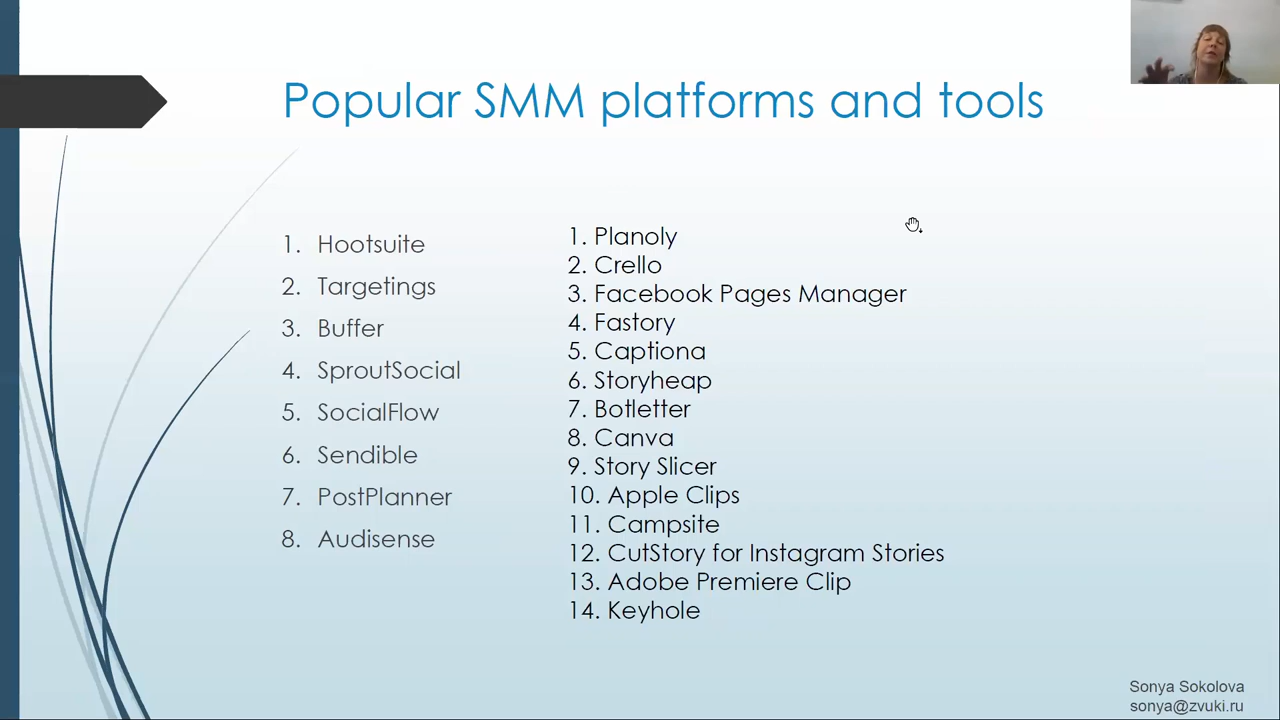 Popular SMM platforms and tools
1. Hootsuite
2. Targetings
3. Buffer
4. SproutSocial
5. SocialFlow
6. Sendible
7. PostPlanner
8. Audisense
1. Planoly
2. Crello
3. Facebook Pages Manager
4. Fastory
5. Captiona
6. Storyheap
7. Botletter
8. Canva
9. Story Slicer
10. Apple Clips
11. Campsite
12. CutStory for Instagram Stories
13. Adobe Premiere Clip
14. Keyhole
Sonya Sokolova
sonya@zvuki.ru